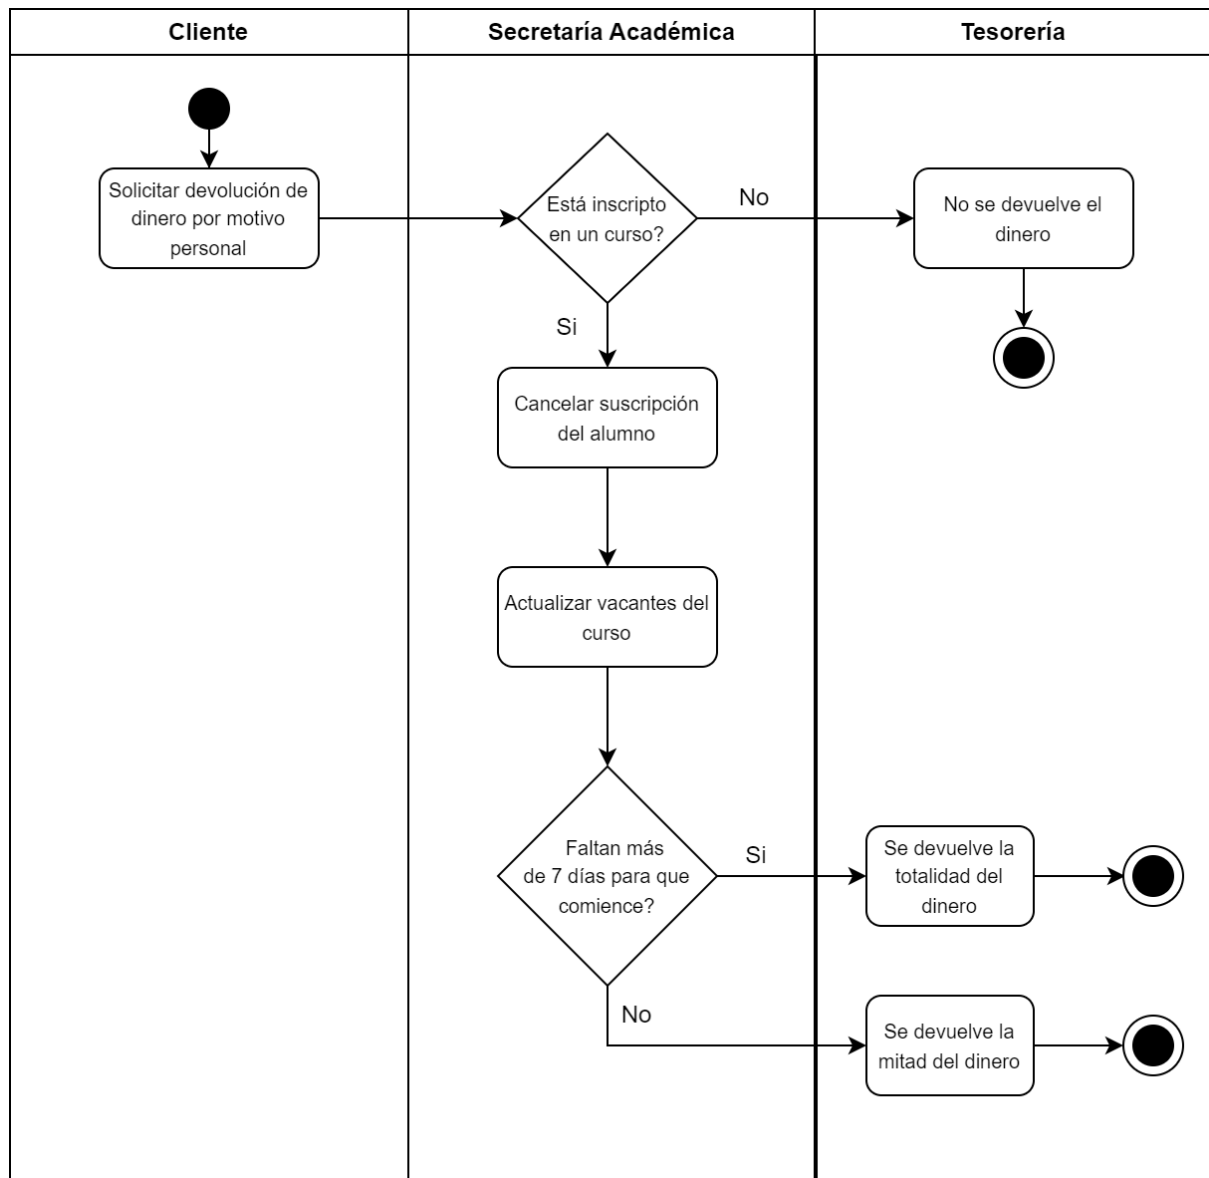 Cliente
Secretaría Académica
Tesorería
Solicitar devolución de
dinero por motivo
personal
Está inscripto
en un curso?
No
No se devuelve el
dinero
Si
Cancelar suscripción
del alumno
Actualizar vacantes del
curso
Faltan más
de 7 días para que
comience?
Si
Se devuelve la
totalidad del
dinero
No
Se devuelve la
mitad del dinero